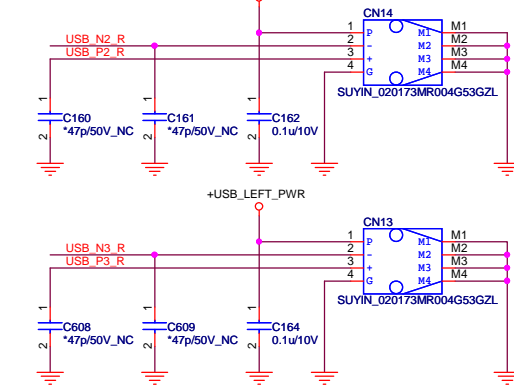 CN14
1 P M1 M1
USB_N2_R 2 - M2 M2
USB_P2_R 3 + M3 M3
4 G M4 M4
SUYIN_020173MR004G53GZL
1 1 1
C160 C161 C162
*47p/50V_NC *47p/50V_NC 0.1u/10V
2 2 2
+USB_LEFT_PWR
CN13
1 P M1 M1
USB_N3_R 2 - M2 M2
USB_P3_R 3 + M3 M3
4 G M4 M4
SUYIN_020173MR004G53GZL
1 1 1
C608 C609 C164
*47p/50V_NC *47p/50V_NC 0.1u/10V
2 2 2